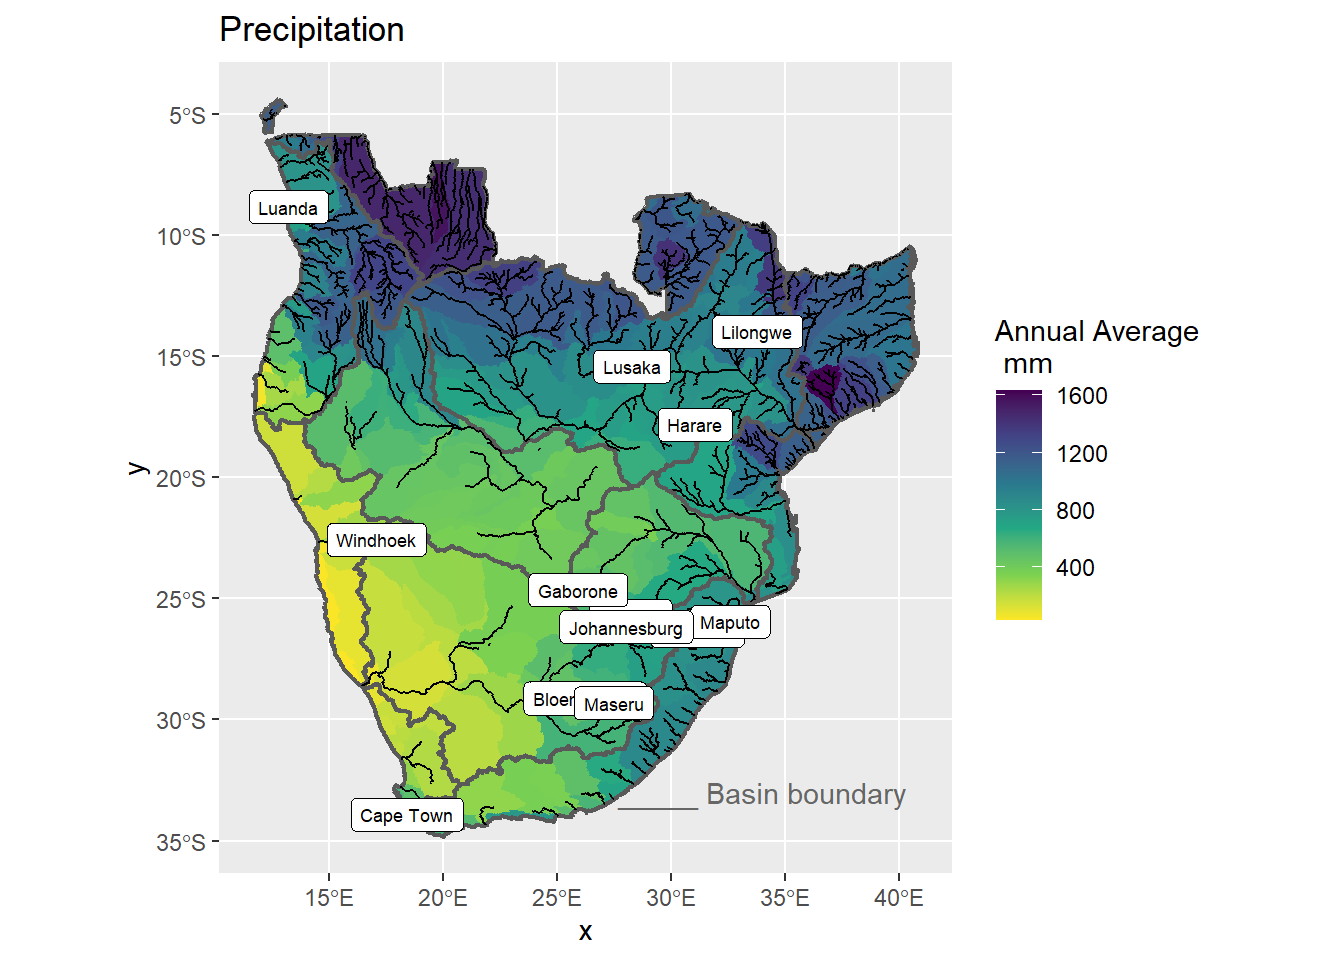 Precipitation
5°S
10°S
15°S
20°S
25°S
30°S
35°S
y
Luanda
Lilongwe
Lusaka
Harare
Windhoek
Gaborone
Maputo
Johannesburg
Maseru
Cape Town
Basin boundary
15°E
20°E
25°E
30°E
35°E
40°E
x
Annual Average
mm
1600
1200
800
400